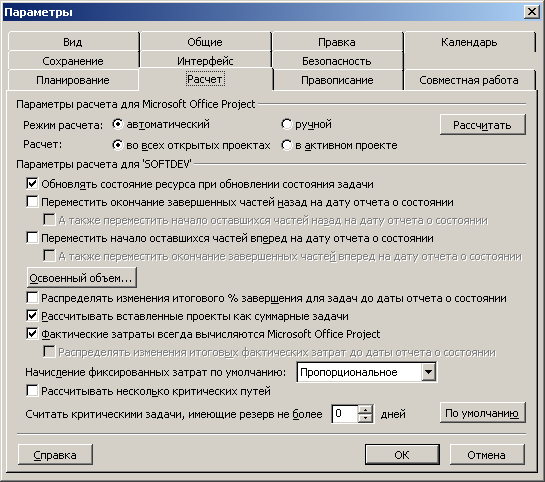 Параметры
Вид Общие Правка Календарь
Сохранение Интерфейс Безопасность
Планирование Расчет Правописание Совместная работа
Параметры расчета для Microsoft Office Project
Режим расчета: автоматический ручной Рассчитать
Расчет: во всех открытых проектах в активном проекте
Параметры расчета для 'SOFTDEV'
Обновлять состояние ресурса при обновлении состояния задачи
Переместить окончание завершенных частей назад на дату отчета о состоянии
А также переместить начало оставшихся частей назад на дату отчета о состоянии
Переместить начало оставшихся частей вперед на дату отчета о состоянии
А также переместить окончание завершенных частей вперед на дату отчета о состоянии
Освоенный объем...
Распределять изменения итогового % завершения для задач до даты отчета о состоянии
Рассчитывать вставленные проекты как суммарные задачи
Фактические затраты всегда вычисляются Microsoft Office Project
Распределять изменения итоговых фактических затрат до даты отчета о состоянии
Начисление фиксированных затрат по умолчанию: Пропорциональное
Рассчитывать несколько критических путей
Считать критическими задачи, имеющие резерв не более 0 дней По умолчанию
Справка ОК Отмена